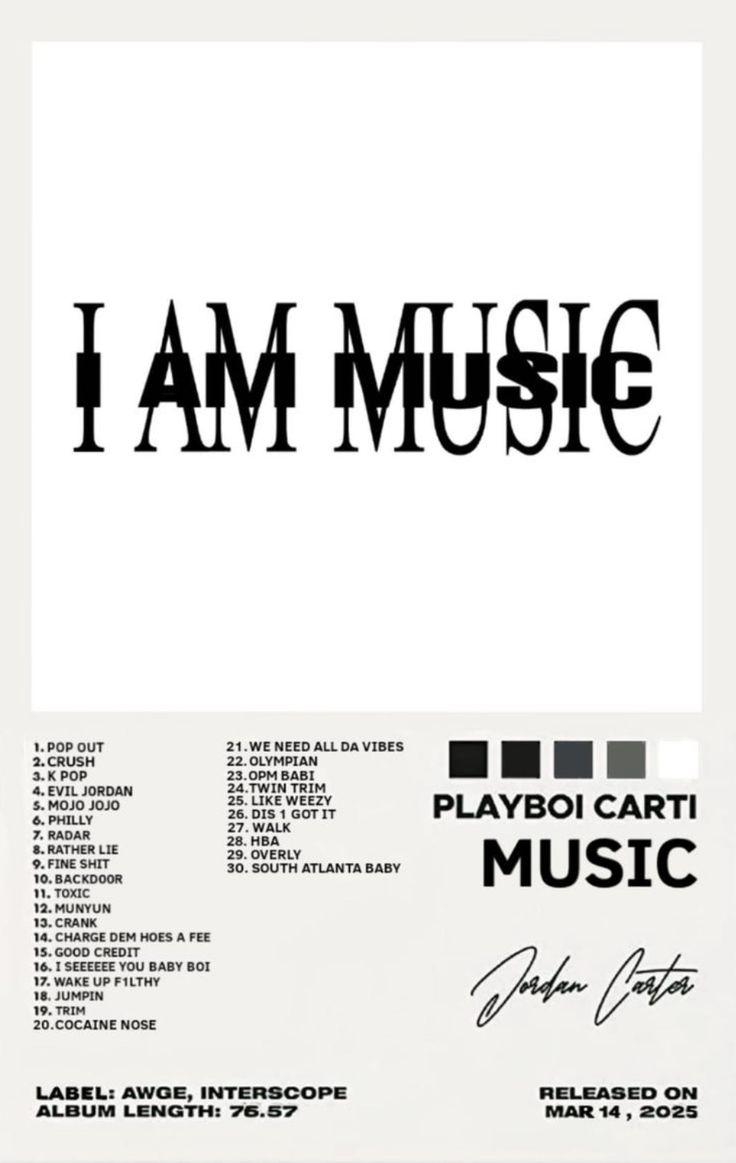 I AM MUSIC
I AM MUSIC
1. POP OUT
2. CRUSH
3. K POP
4. EVIL JORDAN
5. MOJO JOJO
6. PHILLY
7. RADAR
8. RATHER LIE
9. FINE SHIT
10. BACKD00R
11. TOXIC
12. MUNYUN
13. CRANK
14. CHARGE DEM HOES A FEE
15. GOOD CREDIT
16. I SEEEEEE YOU BABY BOI
17. WAKE UP F1LTHY
18. JUMPIN
19. TRIM
20.COCAINE NOSE
21. WE NEED ALL DA VIBES
22. OLYMPIAN
23.OPM BABI
24.TWIN TRIM
25. LIKE WEEZY
26. DIS 1 GOT IT
27. WALK
28. HBA
29. OVERLY
30. SOUTH ATLANTA BABY
PLAYBOI CARTI
MUSIC
Jordan Carter
LABEL: AWGE, INTERSCOPE
ALBUM LENGTH: 76.57
RELEASED ON
MAR 14 , 2025